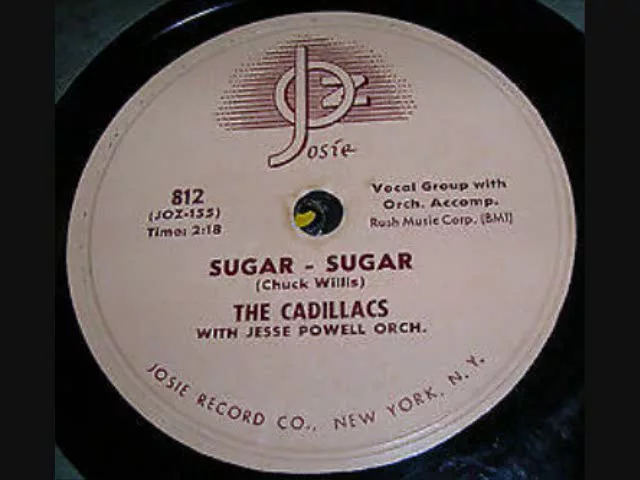 JOZ
Josie
812
(JOZ-155)
Time: 2:18
Vocal Group with
Orch. Accomp.
Rush Music Corp. (BMI)
SUGAR - SUGAR
(Chuck Willis)
THE CADILLACS
WITH JESSE POWELL ORCH.
JOSIE RECORD CO., NEW YORK, N. Y.